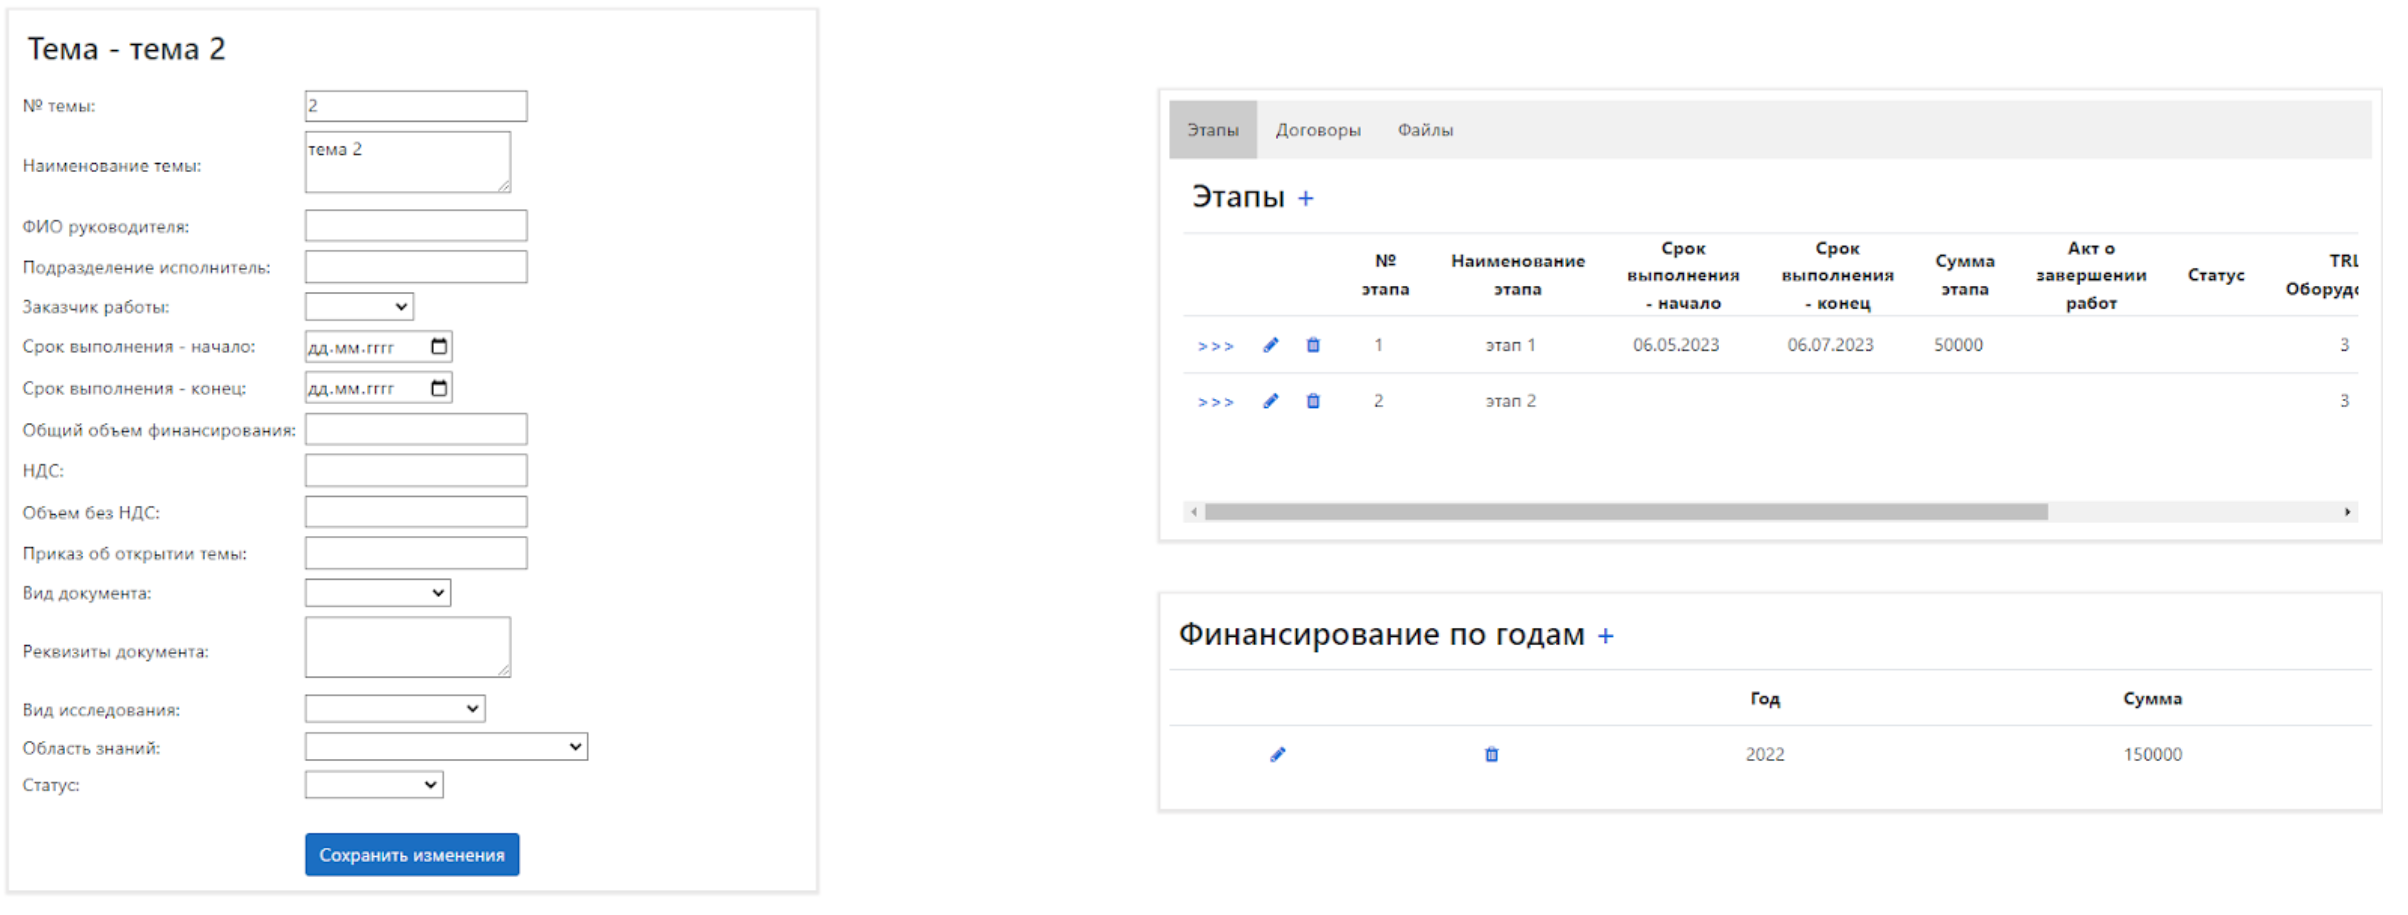 Тема - тема 2
№ темы: 2
Наименование темы: тема 2
ФИО руководителя:
Подразделение исполнитель:
Заказчик работы:
Срок выполнения - начало: дд.мм.гггг
Срок выполнения - конец: дд.мм.гггг
Общий объем финансирования:
НДС:
Объем без НДС:
Приказ об открытии темы:
Вид документа:
Реквизиты документа:
Вид исследования:
Область знаний:
Статус:
Сохранить изменения
Этапы Договоры Файлы
Этапы +
№ этапа Наименование этапа Срок выполнения - начало Срок выполнения - конец Сумма этапа Акт о завершении работ Статус TRL
>>> 1 этап 1 06.05.2023 06.07.2023 50000 3
>>> 2 этап 2 3
Финансирование по годам +
Год Сумма
2022 150000